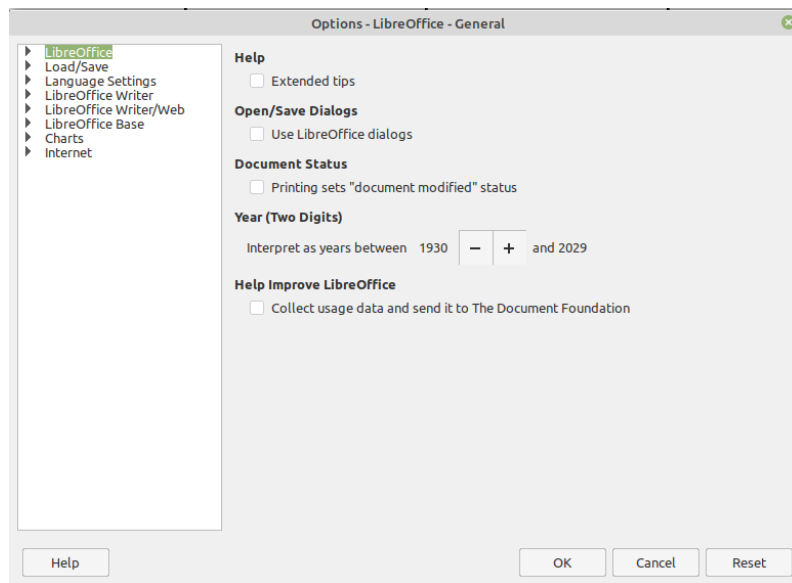 Options - LibreOffice - General
LibreOffice
Load/Save
Language Settings
LibreOffice Writer
LibreOffice Writer/Web
LibreOffice Base
Charts
Internet
Help
Extended tips
Open/Save Dialogs
Use LibreOffice dialogs
Document Status
Printing sets "document modified" status
Year (Two Digits)
Interpret as years between 1930 − + and 2029
Help Improve LibreOffice
Collect usage data and send it to The Document Foundation
Help OK Cancel Reset